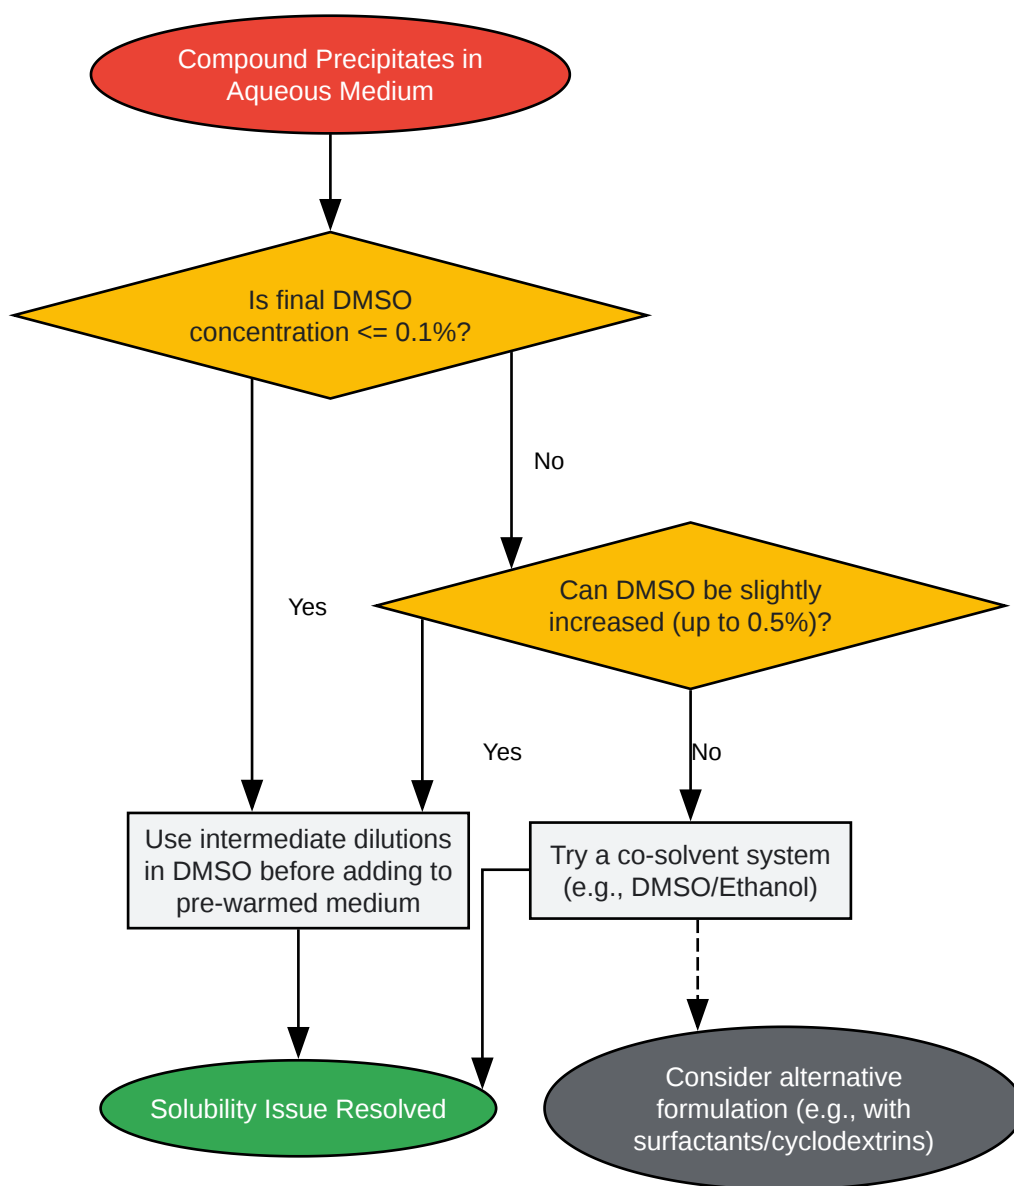 Compound Precipitates in
Aqueous Medium
Is final DMSO
concentration <= 0.1%?
No
Can DMSO be slightly
increased (up to 0.5%)?
Yes
Yes
No
Use intermediate dilutions
in DMSO before adding to
pre-warmed medium
Try a co-solvent system
(e.g., DMSO/Ethanol)
Solubility Issue Resolved
Consider alternative
formulation (e.g., with
surfactants/cyclodextrins)